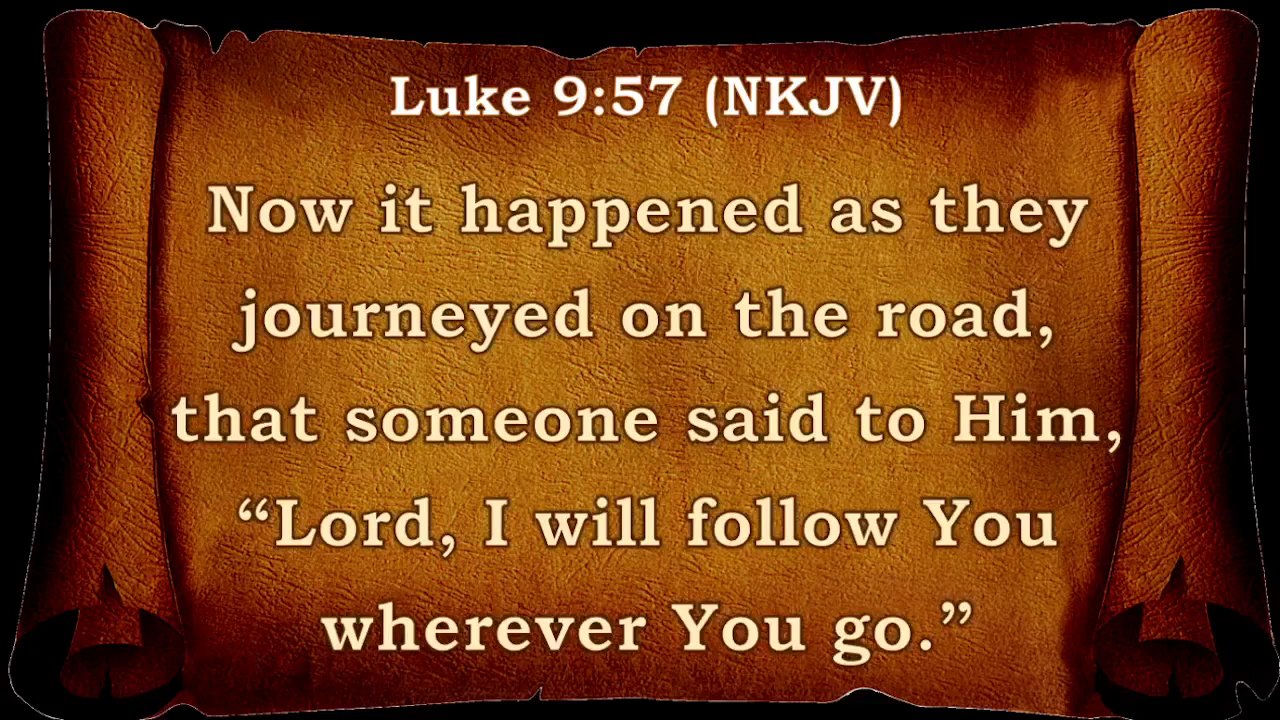 Luke 9:57 (NKJV)
Now it happened as they
journeyed on the road,
that someone said to Him,
“Lord, I will follow You
wherever You go.”